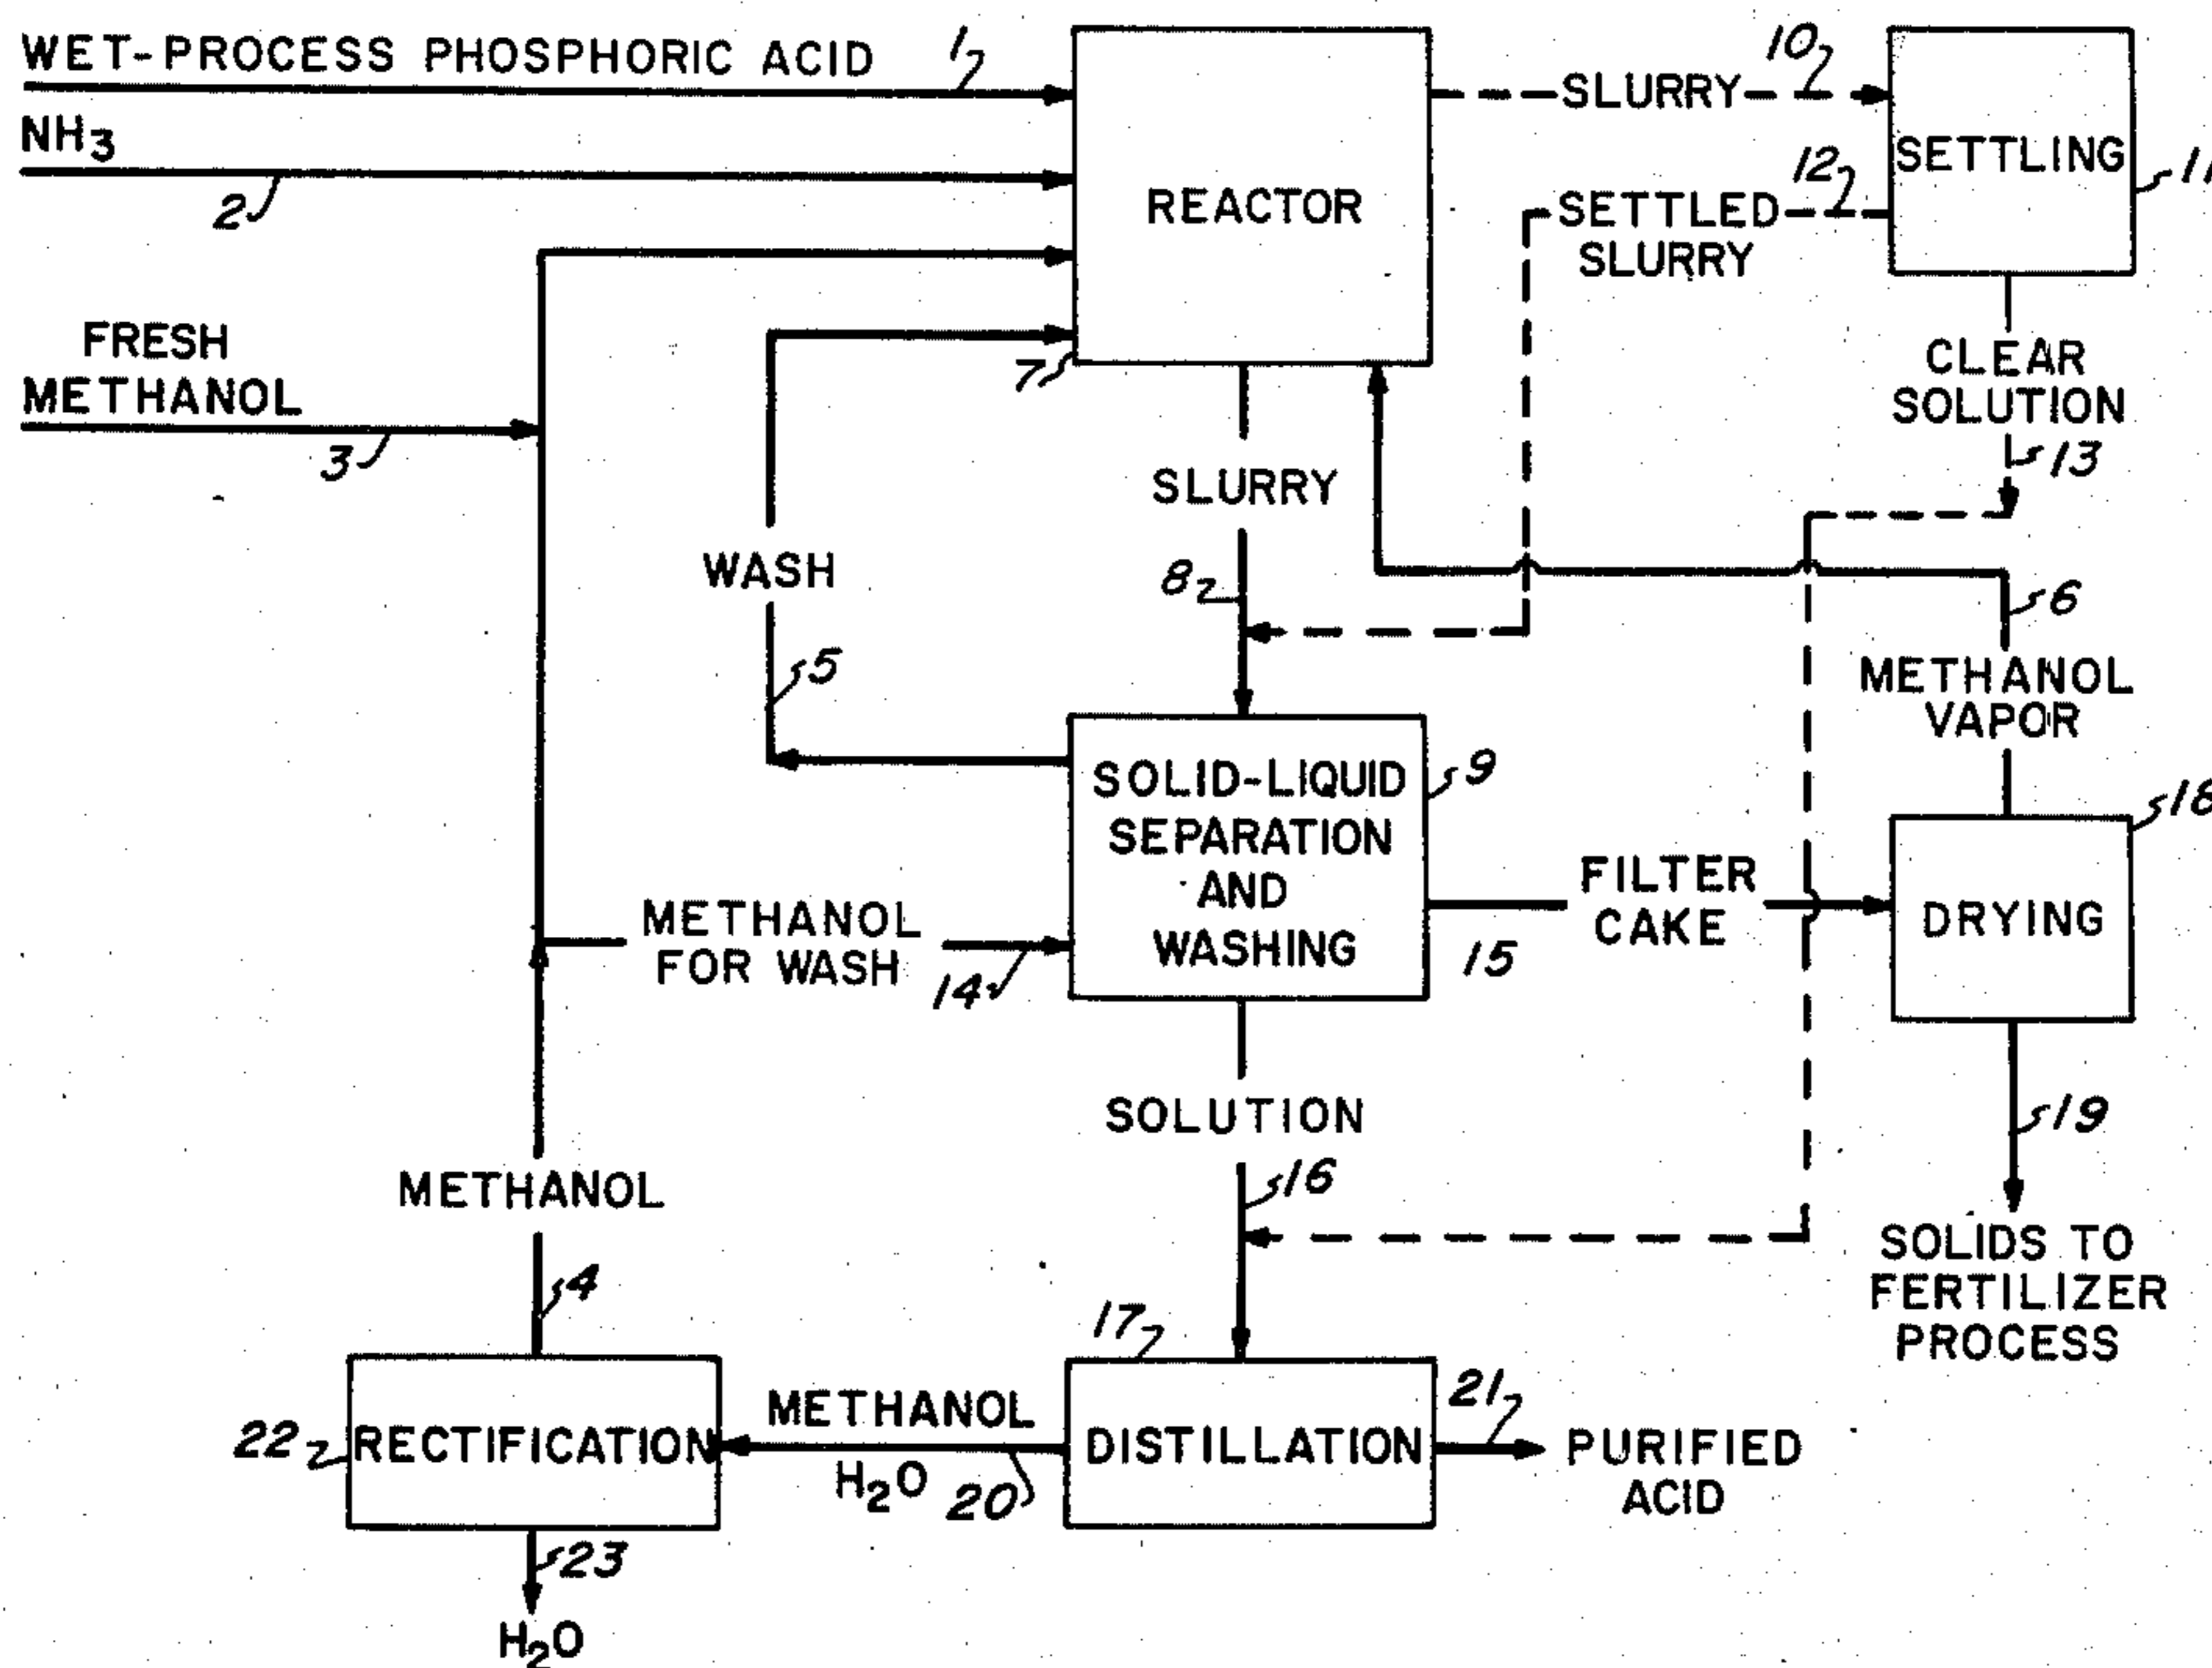 WET-PROCESS PHOSPHORIC ACID
1
NH3
2
FRESH
METHANOL
3
REACTOR
7
SLURRY
10
SETTLING
11
12
SETTLED
SLURRY
CLEAR
SOLUTION
13
SLURRY
8
WASH
5
6
METHANOL
VAPOR
SOLID-LIQUID
SEPARATION
AND
WASHING
9
METHANOL
FOR WASH
14
FILTER
CAKE
15
DRYING
18
SOLUTION
16
19
SOLIDS TO
FERTILIZER
PROCESS
METHANOL
4
RECTIFICATION
22
METHANOL
H2O
20
17
DISTILLATION
21
PURIFIED
ACID
23
H2O